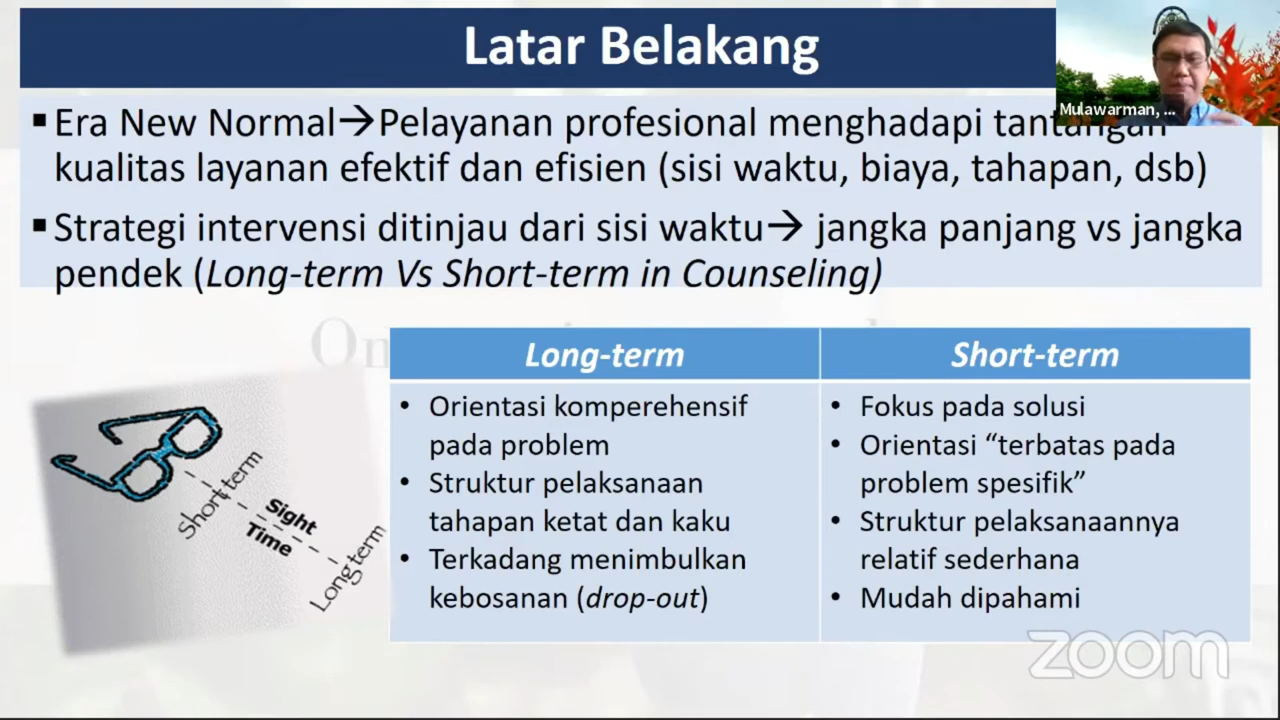 Latar Belakang
Mulawarman, ...
▪ Era New Normal→Pelayanan profesional menghadapi tantangan
kualitas layanan efektif dan efisien (sisi waktu, biaya, tahapan, dsb)
▪ Strategi intervensi ditinjau dari sisi waktu→ jangka panjang vs jangka
pendek (Long-term Vs Short-term in Counseling)
Long-term
• Orientasi komperehensif
pada problem
• Struktur pelaksanaan
tahapan ketat dan kaku
• Terkadang menimbulkan
kebosanan (drop-out)
Short-term
• Fokus pada solusi
• Orientasi “terbatas pada
problem spesifik”
• Struktur pelaksanaannya
relatif sederhana
• Mudah dipahami
Short term
Sight
Time
Long term
zoom